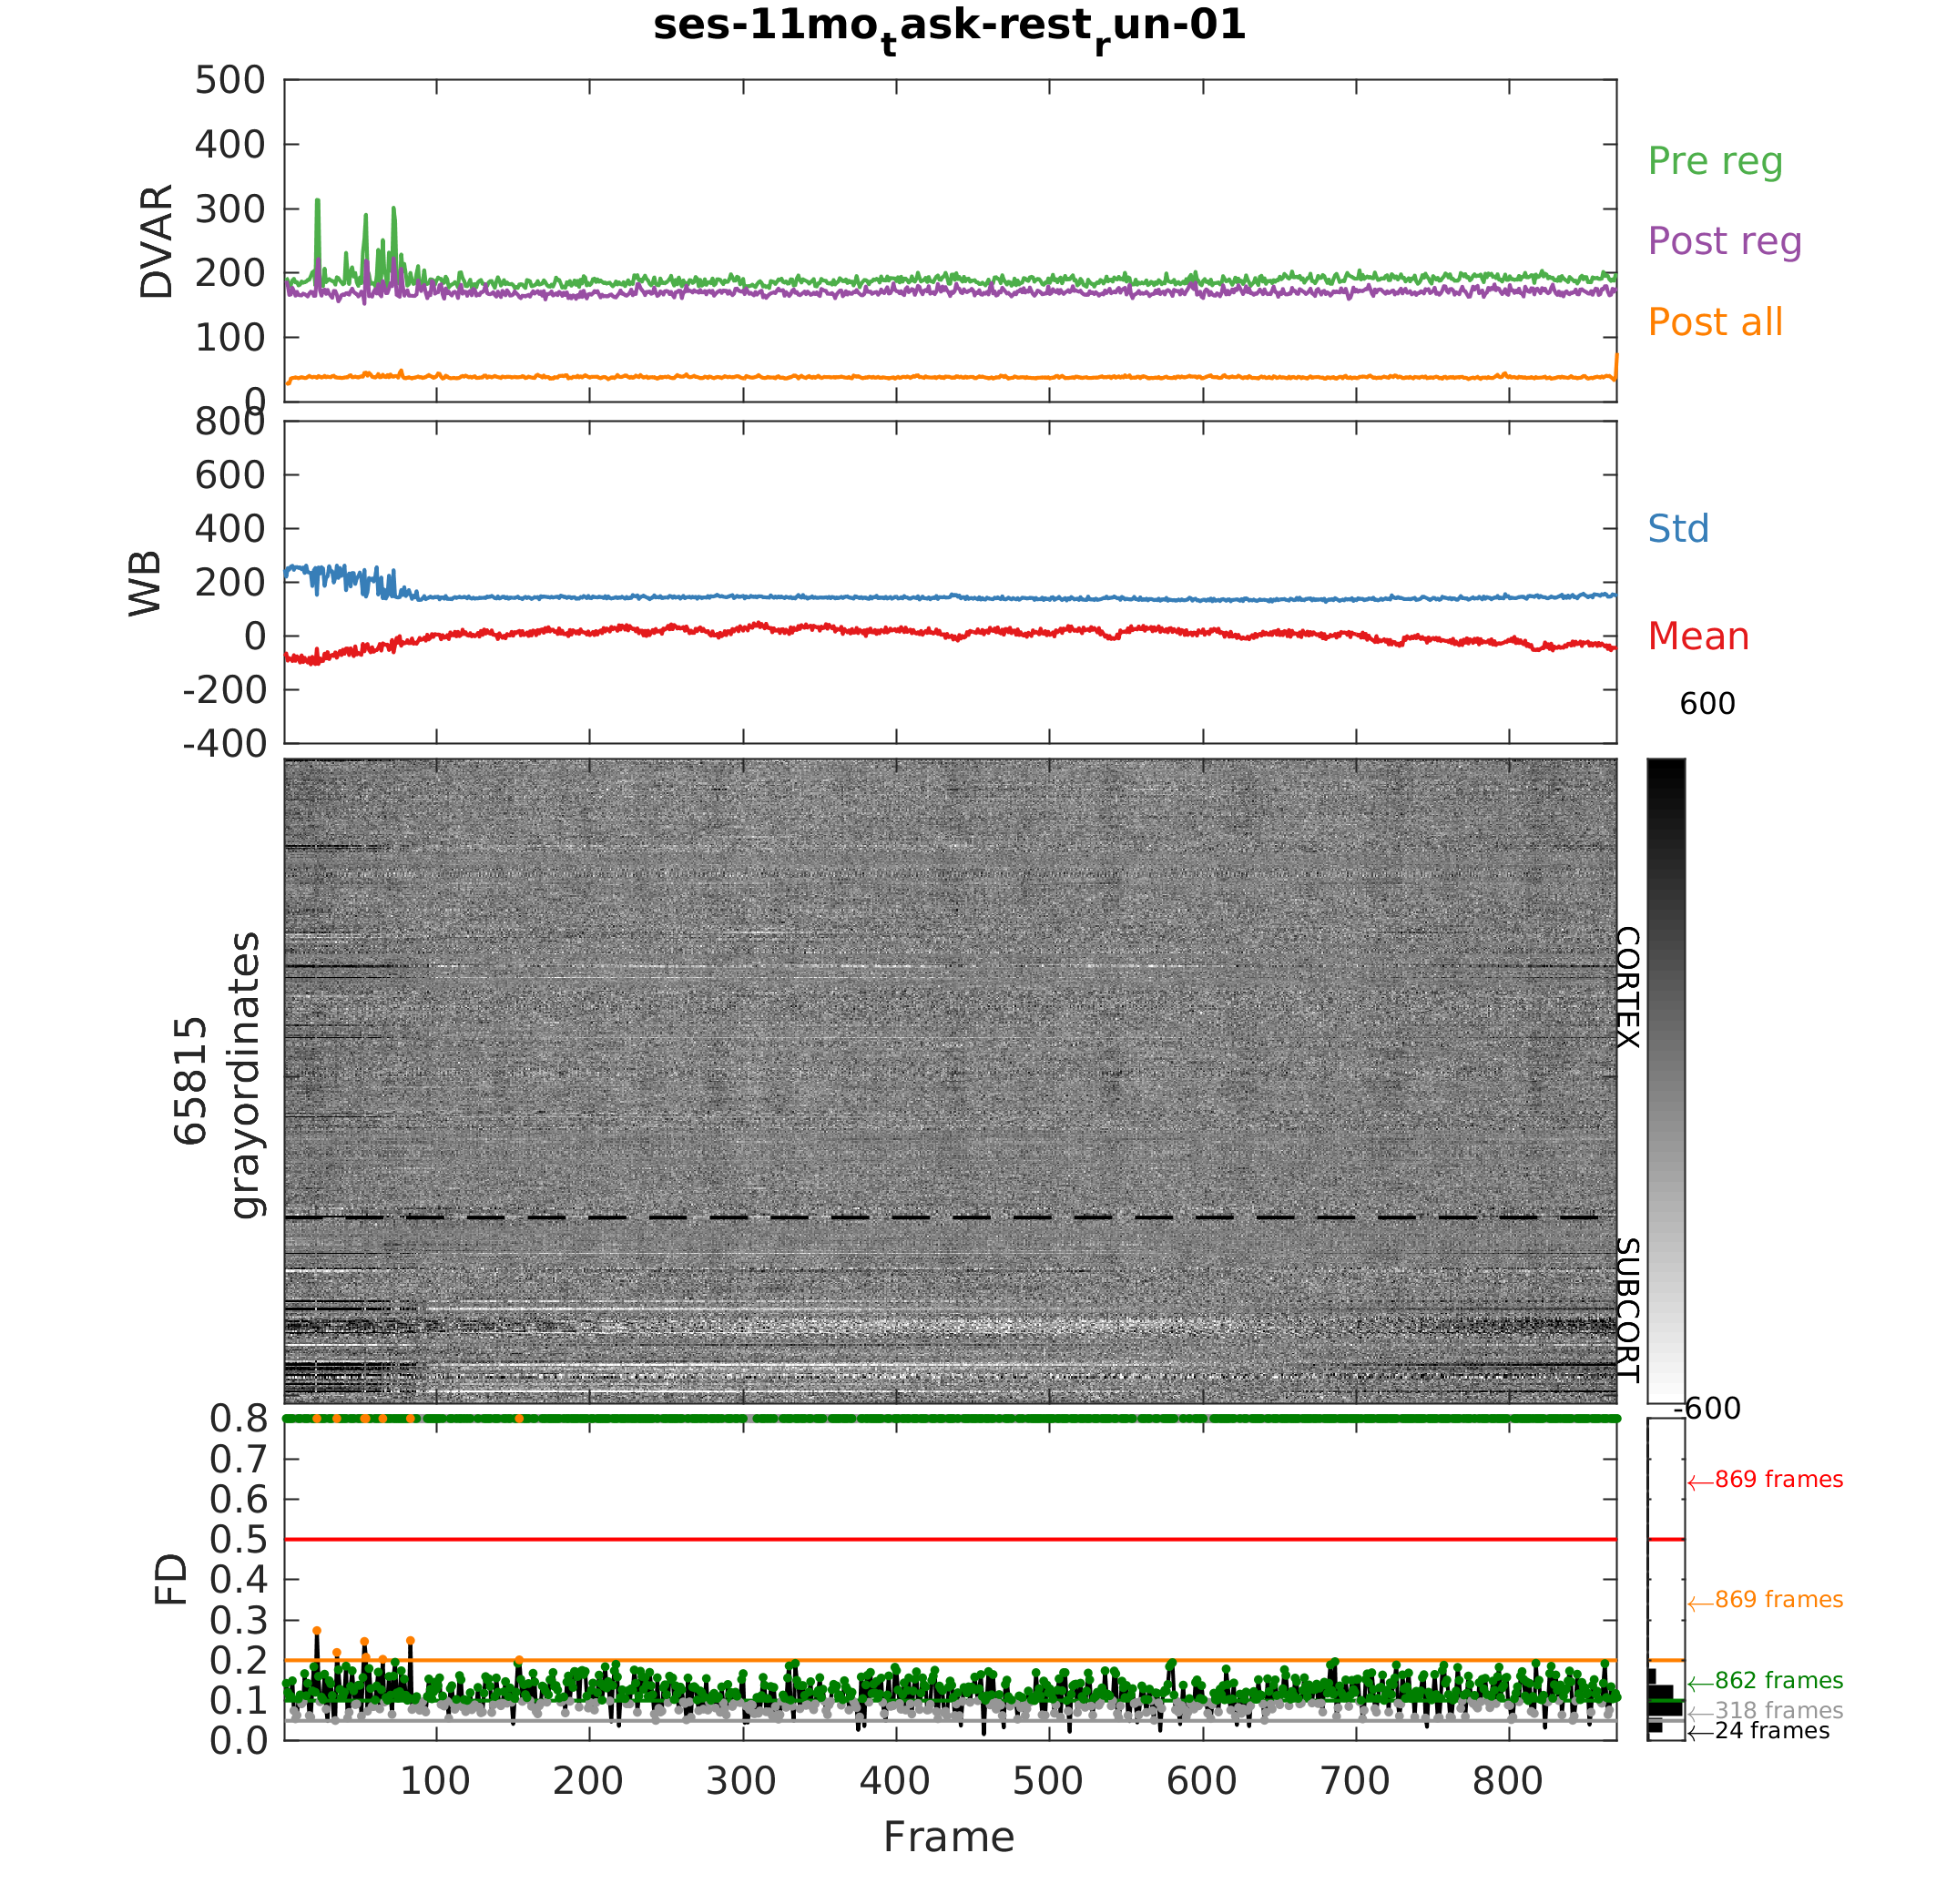 ses-11mo_task-rest_run-01
500
400
300
200
100
0
DVAR
Pre reg
Post reg
Post all
800
600
400
200
0
-200
-400
WB
Std
Mean
600
65815
grayordinates
CORTEX
SUBCORT
-600
0.8
0.7
0.6
0.5
0.4
0.3
0.2
0.1
0.0
FD
←869 frames
←869 frames
←862 frames
←318 frames
←24 frames
100 200 300 400 500 600 700 800
Frame